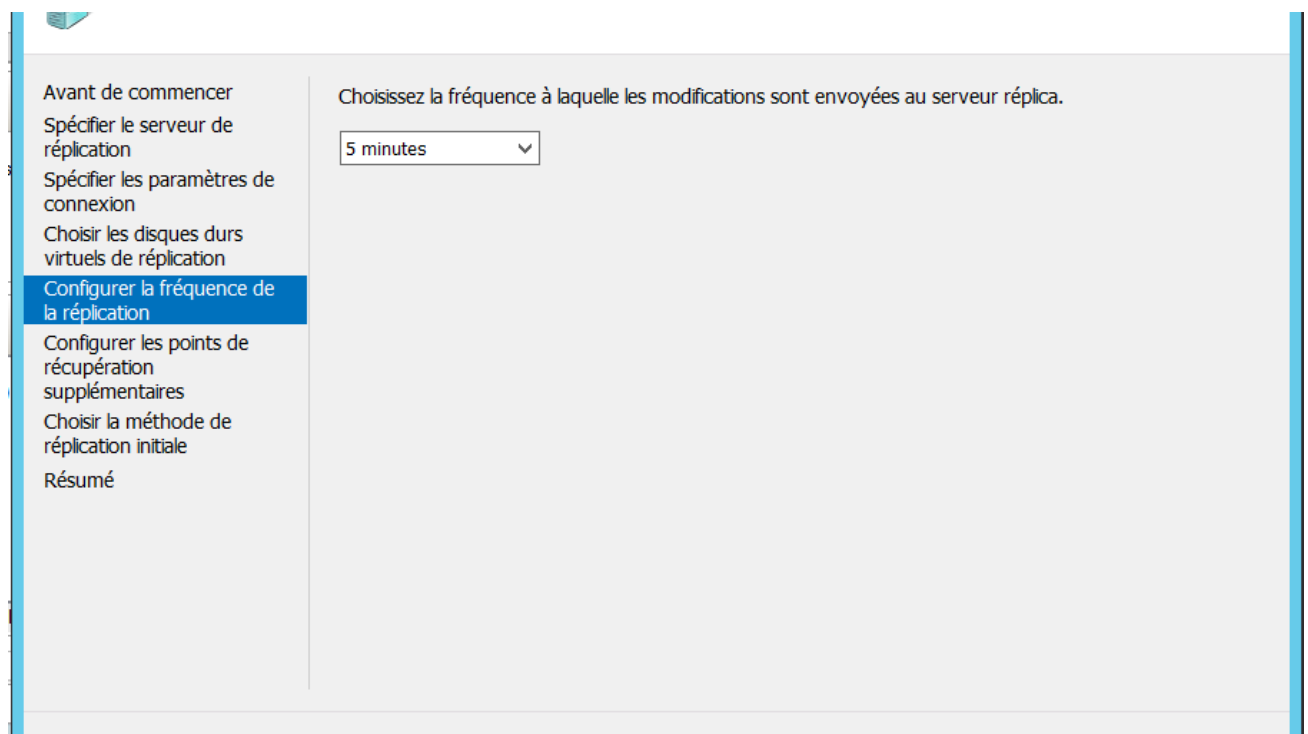 Avant de commencer
Spécifier le serveur de
réplication
Spécifier les paramètres de
connexion
Choisir les disques durs
virtuels de réplication
Configurer la fréquence de
la réplication
Configurer les points de
récupération
supplémentaires
Choisir la méthode de
réplication initiale
Résumé
Choisissez la fréquence à laquelle les modifications sont envoyées au serveur réplica.
5 minutes